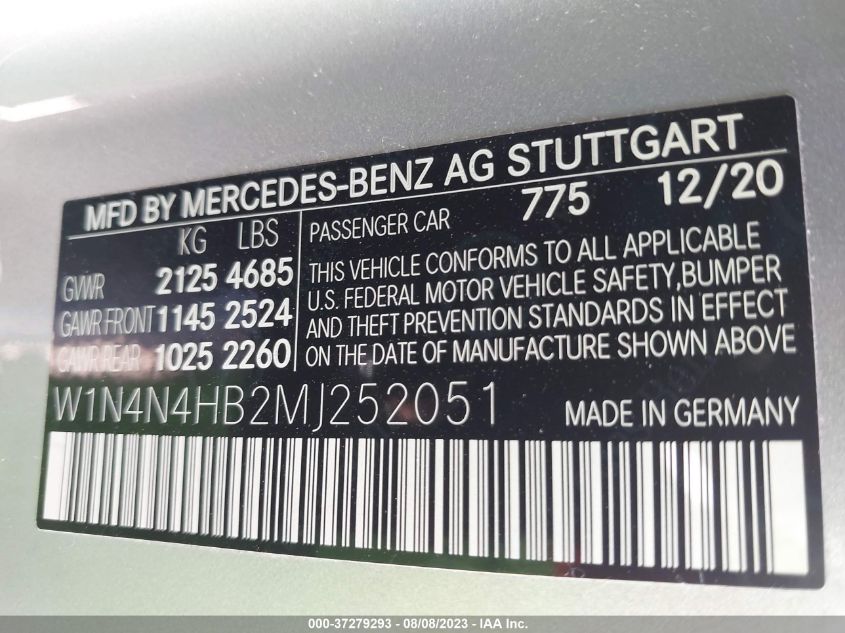 MFD BY MERCEDES-BENZ AG STUTTGART
KG LBS
GVWR 2125 4685
GAWR FRONT 1145 2524
GAWR REAR 1025 2260
PASSENGER CAR 775 12/20
THIS VEHICLE CONFORMS TO ALL APPLICABLE
U.S. FEDERAL MOTOR VEHICLE SAFETY,BUMPER
AND THEFT PREVENTION STANDARDS IN EFFECT
ON THE DATE OF MANUFACTURE SHOWN ABOVE
W1N4N4HB2MJ252051 MADE IN GERMANY
000-37279293 - 08/08/2023 - IAA Inc.